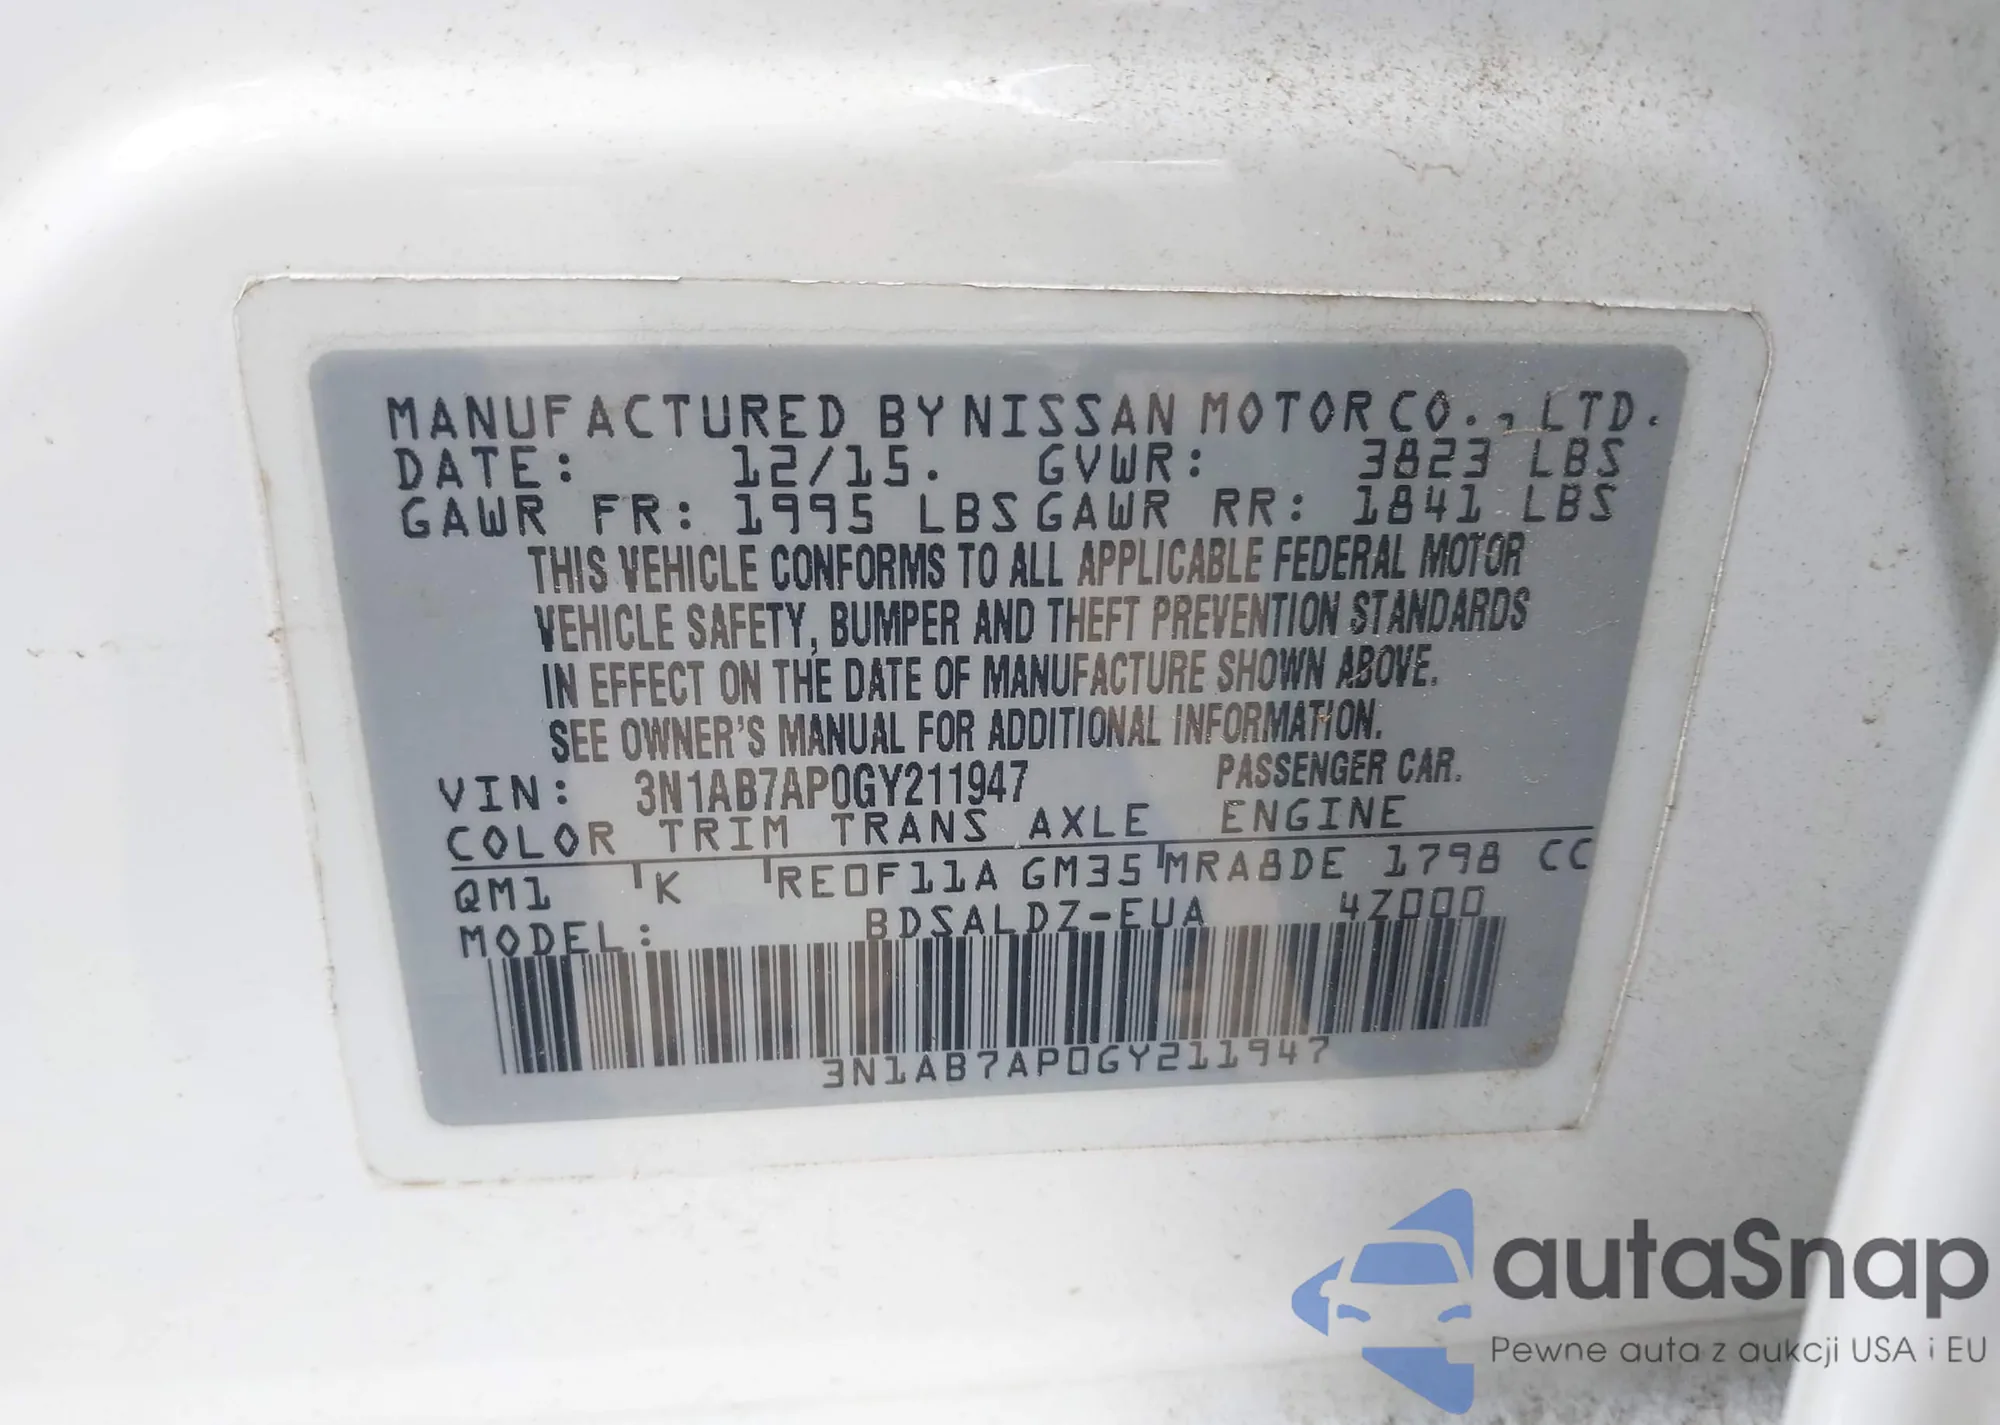 MANUFACTURED BY NISSAN MOTOR CO., LTD.
DATE: 12/15. GVWR: 3823 LBS
GAWR FR: 1995 LBS GAWR RR: 1841 LBS
THIS VEHICLE CONFORMS TO ALL APPLICABLE FEDERAL MOTOR
VEHICLE SAFETY, BUMPER AND THEFT PREVENTION STANDARDS
IN EFFECT ON THE DATE OF MANUFACTURE SHOWN ABOVE.
SEE OWNER'S MANUAL FOR ADDITIONAL INFORMATION.
VIN: 3N1AB7AP0GY211947 PASSENGER CAR.
COLOR TRIM TRANS AXLE ENGINE
QM1 K RE0F11A GM35 MRA8DE 1798 CC
MODEL: BDSALDZ-EUA 4Z000
3N1AB7AP0GY211947
autaSnap
Pewne auta z aukcji USA i EU